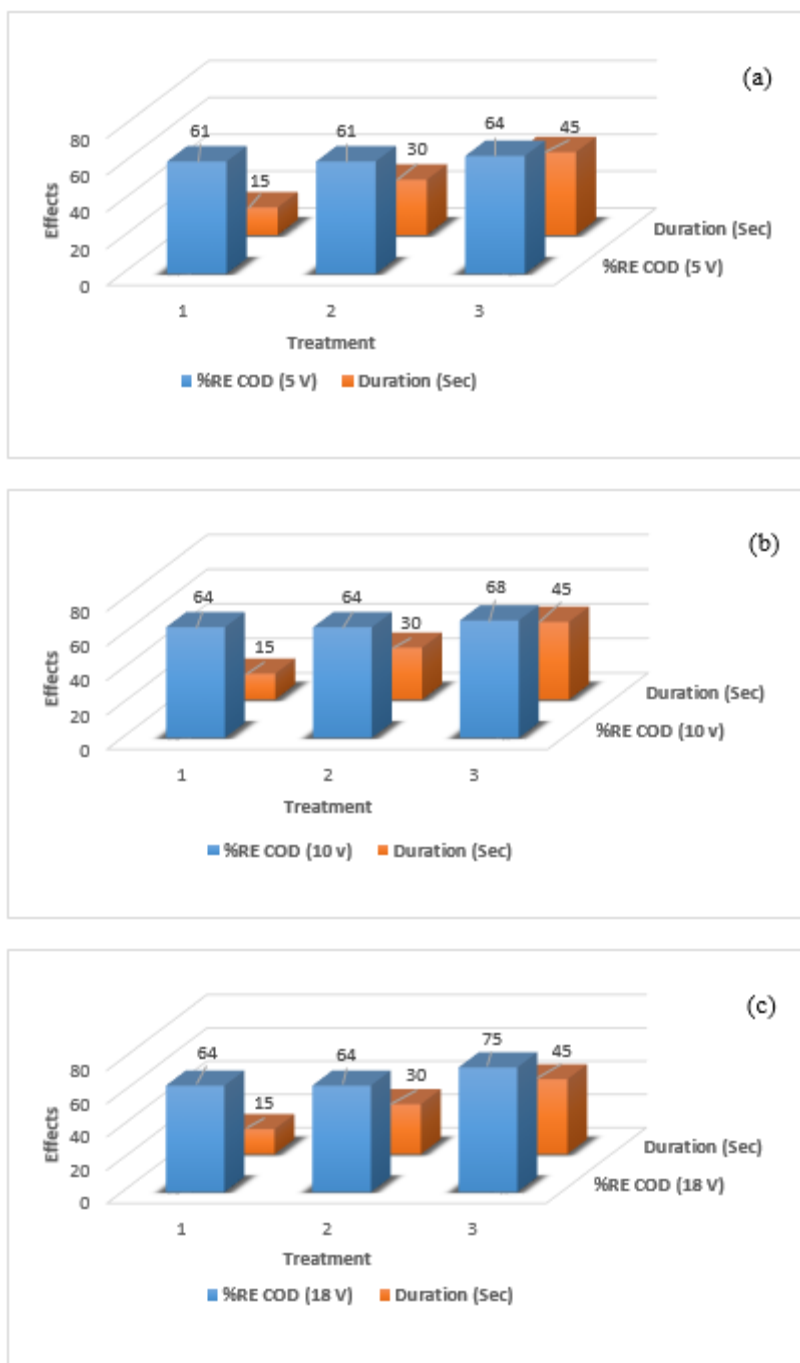 (a)
61
61
64
45
30
15
80
60
40
20
0
Effects
Duration (Sec)
%RE COD (5 V)
1 2 3
Treatment
%RE COD (5 V) Duration (Sec)
(b)
64
64
68
45
30
15
80
60
40
20
0
Effects
Duration (Sec)
%RE COD (10 v)
1 2 3
Treatment
%RE COD (10 v) Duration (Sec)
(c)
64
64
75
45
30
15
80
60
40
20
0
Effects
Duration (Sec)
%RE COD (18 V)
1 2 3
Treatment
%RE COD (18 V) Duration (Sec)